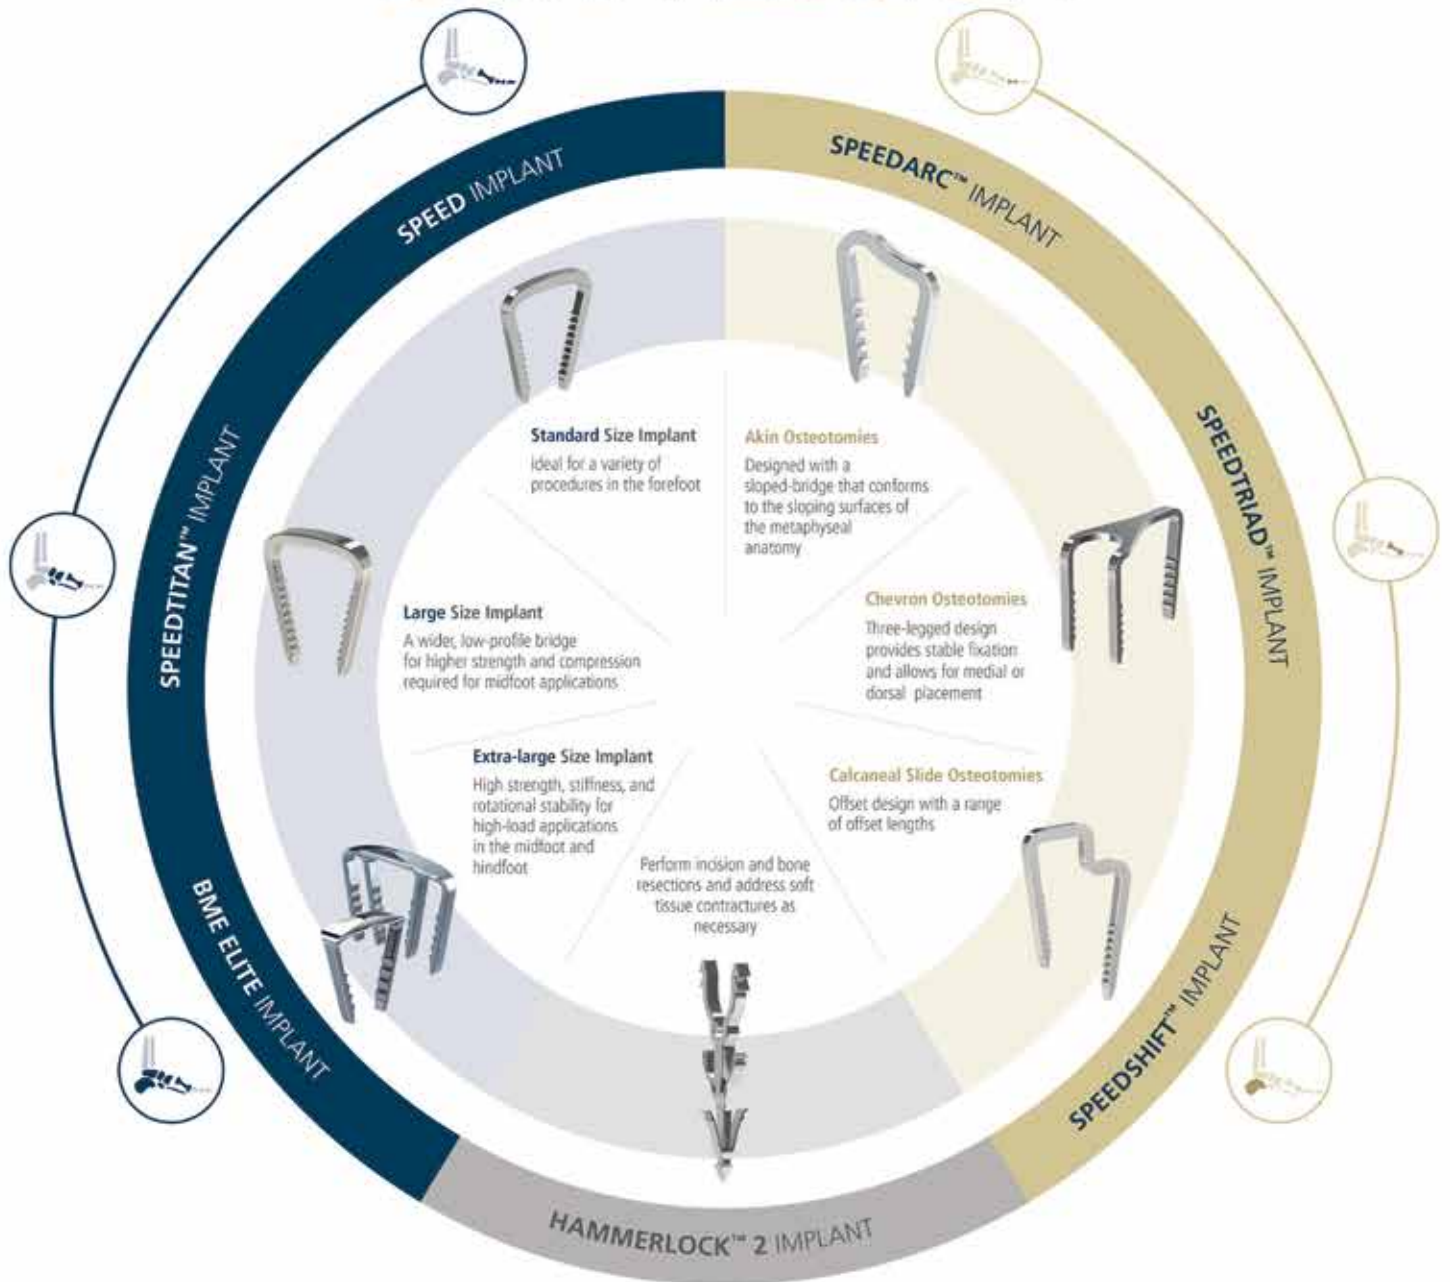 SPEED IMPLANT
SPEEDARC™ IMPLANT
SPEEDTITAN™ IMPLANT
SPEEDTRIAD™ IMPLANT
BME ELITE IMPLANT
SPEEDSHIFT™ IMPLANT
HAMMERLOCK™ 2 IMPLANT
Standard Size Implant
Ideal for a variety of
procedures in the forefoot
Akin Osteotomies
Designed with a
sloped-bridge that conforms
to the sloping surfaces of
the metaphyseal
anatomy
Large Size Implant
A wider, low-profile bridge
for higher strength and compression
required for midfoot applications
Chevron Osteotomies
Three-legged design
provides stable fixation
and allows for medial or
dorsal placement
Extra-large Size Implant
High strength, stiffness, and
rotational stability for
high-load applications
in the midfoot and
hindfoot
Calcaneal Slide Osteotomies
Offset design with a range
of offset lengths
Perform incision and bone
resections and address soft
tissue contractures as
necessary